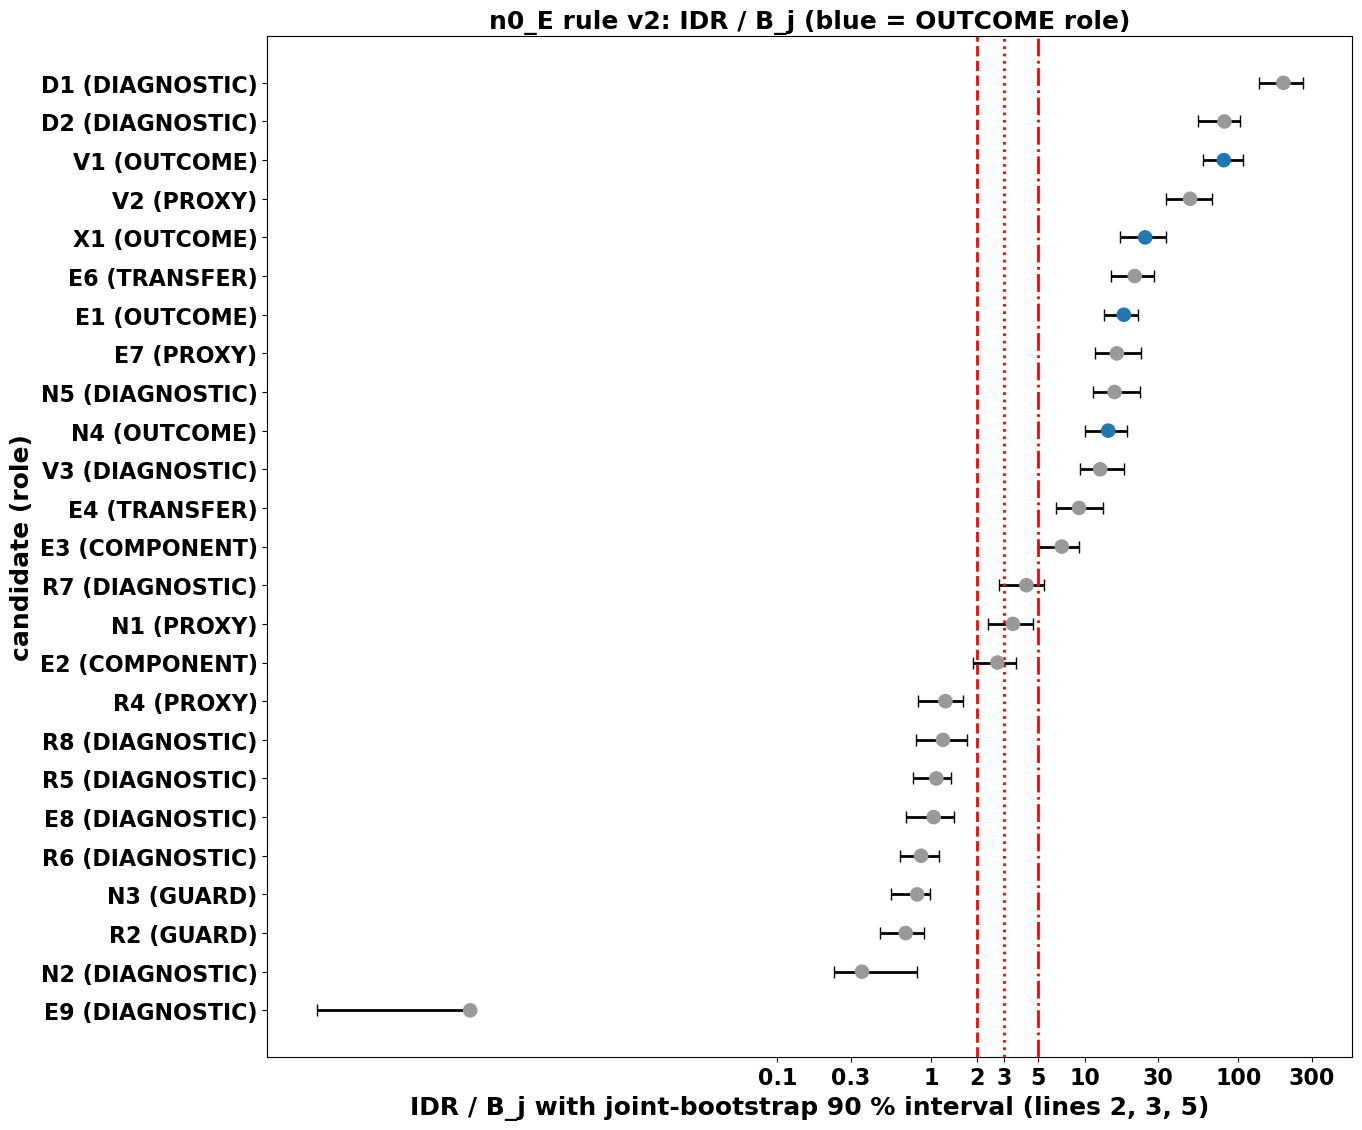 n0_E rule v2: IDR / B_j (blue = OUTCOME role)
candidate (role)
D1 (DIAGNOSTIC)
D2 (DIAGNOSTIC)
V1 (OUTCOME)
V2 (PROXY)
X1 (OUTCOME)
E6 (TRANSFER)
E1 (OUTCOME)
E7 (PROXY)
N5 (DIAGNOSTIC)
N4 (OUTCOME)
V3 (DIAGNOSTIC)
E4 (TRANSFER)
E3 (COMPONENT)
R7 (DIAGNOSTIC)
N1 (PROXY)
E2 (COMPONENT)
R4 (PROXY)
R8 (DIAGNOSTIC)
R5 (DIAGNOSTIC)
E8 (DIAGNOSTIC)
R6 (DIAGNOSTIC)
N3 (GUARD)
R2 (GUARD)
N2 (DIAGNOSTIC)
E9 (DIAGNOSTIC)
0.1 0.3 1 2 3 5 10 30 100 300
IDR / B_j with joint-bootstrap 90 % interval (lines 2, 3, 5)